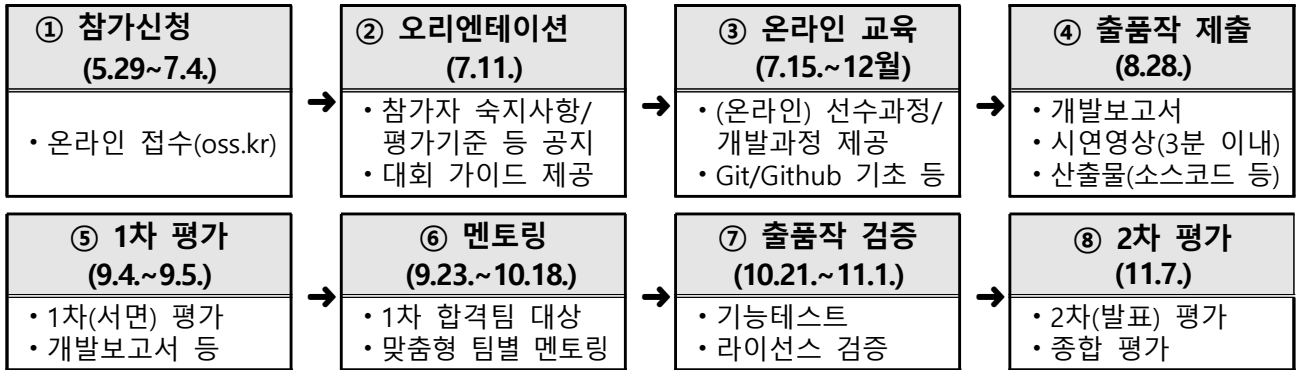 ① 참가신청
(5.29~7.4.)
・온라인 접수(oss.kr)
➜
② 오리엔테이션
(7.11.)
・참가자 숙지사항/
평가기준 등 공지
・대회 가이드 제공
➜
③ 온라인 교육
(7.15.~12월)
・(온라인) 선수과정/
개발과정 제공
・Git/Github 기초 등
➜
④ 출품작 제출
(8.28.)
・개발보고서
・시연영상(3분 이내)
・산출물(소스코드 등)
⑤ 1차 평가
(9.4.~9.5.)
・1차(서면) 평가
・개발보고서 등
➜
⑥ 멘토링
(9.23.~10.18.)
・1차 합격팀 대상
・맞춤형 팀별 멘토링
➜
⑦ 출품작 검증
(10.21.~11.1.)
・기능테스트
・라이선스 검증
➜
⑧ 2차 평가
(11.7.)
・2차(발표) 평가
・종합 평가